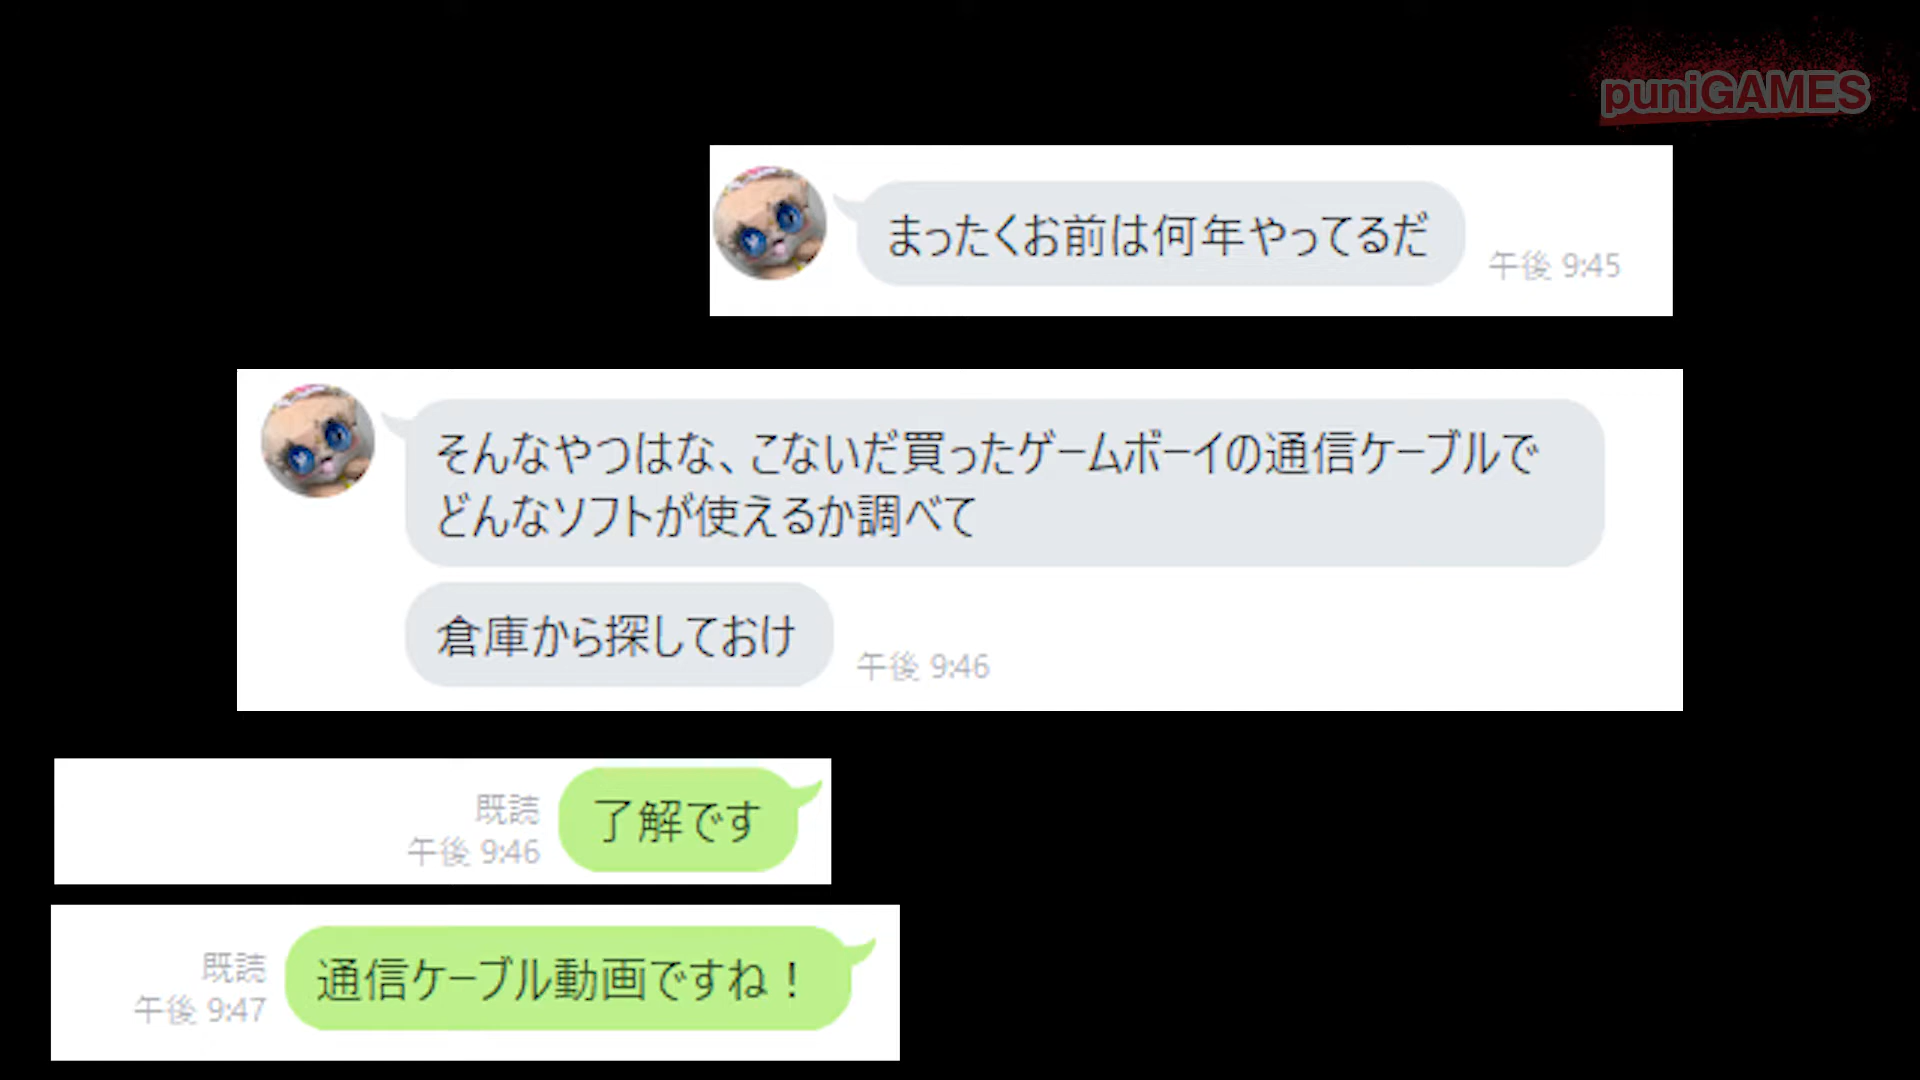 puniGAMES
まったくお前は何年やってるだ
午後 9:45
そんなやつはな、こないだ買ったゲームボーイの通信ケーブルで
どんなソフトが使えるか調べて
倉庫から探しておけ
午後 9:46
既読
午後 9:46
了解です
既読
午後 9:47
通信ケーブル動画ですね！